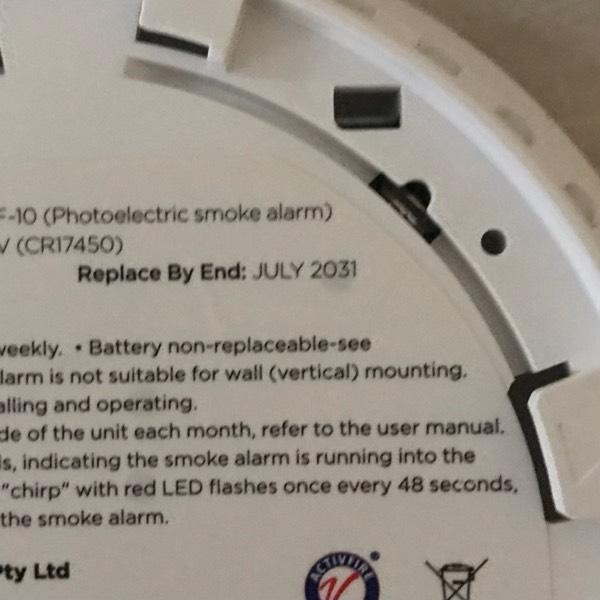 F-10 (Photoelectric smoke alarm)
V (CR17450)
Replace By End: JULY 2031
weekly. • Battery non-replaceable-see
larm is not suitable for wall (vertical) mounting.
alling and operating.
de of the unit each month, refer to the user manual.
s, indicating the smoke alarm is running into the
"chirp" with red LED flashes once every 48 seconds,
the smoke alarm.
Pty Ltd
ACTIVFIRE®